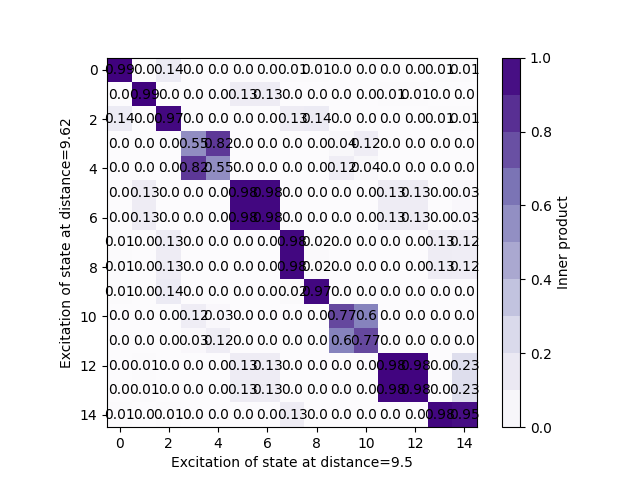 0 0.99 0.0 0.14 0.0 0.0 0.0 0.0 0.01 0.01 0.0 0.0 0.0 0.0 0.01 0.01
0.0 0.99 0.0 0.0 0.0 0.13 0.13 0.0 0.0 0.0 0.0 0.01 0.01 0.0 0.0
2 0.14 0.0 0.97 0.0 0.0 0.0 0.0 0.13 0.14 0.0 0.0 0.0 0.0 0.01 0.01
0.0 0.0 0.0 0.55 0.82 0.0 0.0 0.0 0.0 0.04 0.12 0.0 0.0 0.0 0.0
4 0.0 0.0 0.0 0.82 0.55 0.0 0.0 0.0 0.0 0.12 0.04 0.0 0.0 0.0 0.0
0.0 0.13 0.0 0.0 0.0 0.98 0.98 0.0 0.0 0.0 0.0 0.13 0.13 0.0 0.03
6 0.0 0.13 0.0 0.0 0.0 0.98 0.98 0.0 0.0 0.0 0.0 0.13 0.13 0.0 0.03
0.01 0.0 0.13 0.0 0.0 0.0 0.0 0.98 0.02 0.0 0.0 0.0 0.0 0.13 0.12
8 0.01 0.0 0.13 0.0 0.0 0.0 0.0 0.98 0.02 0.0 0.0 0.0 0.0 0.13 0.12
0.0 0.0 0.14 0.0 0.0 0.0 0.0 0.02 0.97 0.0 0.0 0.0 0.0 0.0 0.0
10 0.0 0.0 0.0 0.12 0.03 0.0 0.0 0.0 0.0 0.77 0.6 0.0 0.0 0.0 0.0
0.0 0.0 0.0 0.03 0.12 0.0 0.0 0.0 0.0 0.6 0.77 0.0 0.0 0.0 0.0
12 0.0 0.01 0.0 0.0 0.0 0.13 0.13 0.0 0.0 0.0 0.0 0.98 0.98 0.0 0.23
0.0 0.01 0.0 0.0 0.0 0.13 0.13 0.0 0.0 0.0 0.0 0.98 0.98 0.0 0.23
14 0.01 0.0 0.01 0.0 0.0 0.0 0.0 0.13 0.0 0.0 0.0 0.0 0.0 0.98 0.95
0 2 4 6 8 10 12 14
Excitation of state at distance=9.5
Excitation of state at distance=9.62
1.0
0.8
0.6
0.4
0.2
0.0
Inner product